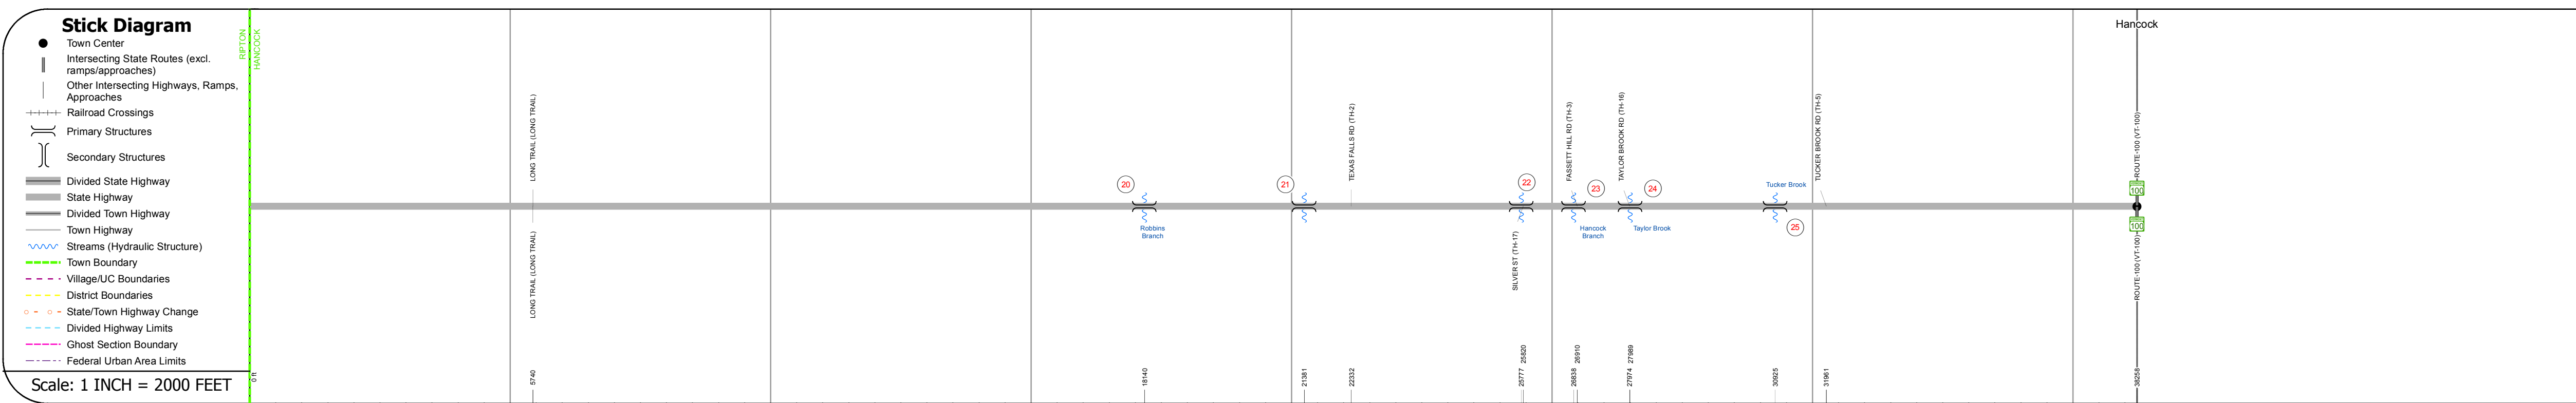 Stick Diagram
Town Center
Intersecting State Routes (excl.
ramps/approaches)
Other Intersecting Highways, Ramps,
Approaches
Railroad Crossings
Primary Structures
Secondary Structures
Divided State Highway
State Highway
Divided Town Highway
Town Highway
Streams (Hydraulic Structure)
Town Boundary
Village/UC Boundaries
District Boundaries
State/Town Highway Change
Divided Highway Limits
Ghost Section Boundary
Federal Urban Area Limits
Scale: 1 INCH = 2000 FEET
RIPTON
HANCOCK
0 ft
LONG TRAIL (LONG TRAIL)
LONG TRAIL (LONG TRAIL)
5740
20
Robbins
Branch
18140
21
21381
TEXAS FALLS RD (TH-2)
22332
22
SILVER ST (TH-17)
25777
25820
FASSETT HILL RD (TH-3)
23
Hancock
Branch
26838
26910
TAYLOR BROOK RD (TH-16)
24
Taylor Brook
27974
27989
Tucker Brook
25
30925
TUCKER BROOK RD (TH-5)
31961
Hancock
ROUTE-100 (VT-100)
100
100
ROUTE-100 (VT-100)
38258